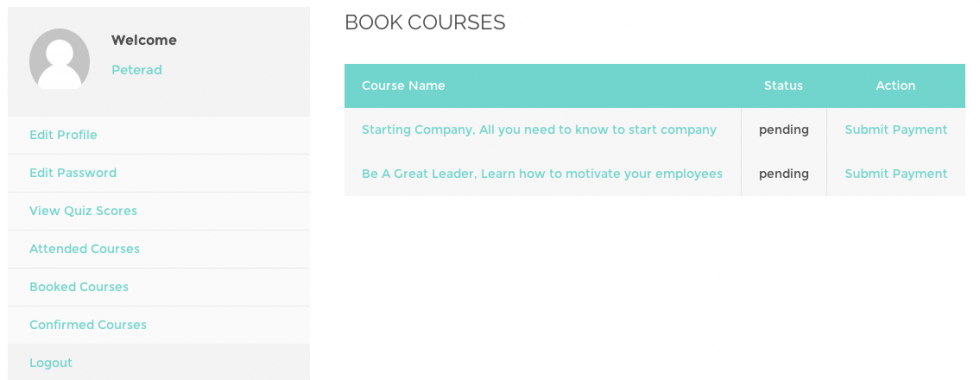 Welcome
Peterad
Edit Profile
Edit Password
View Quiz Scores
Attended Courses
Booked Courses
Confirmed Courses
Logout
BOOK COURSES
Course Name Status Action
Starting Company, All you need to know to start company pending Submit Payment
Be A Great Leader, Learn how to motivate your employees pending Submit Payment